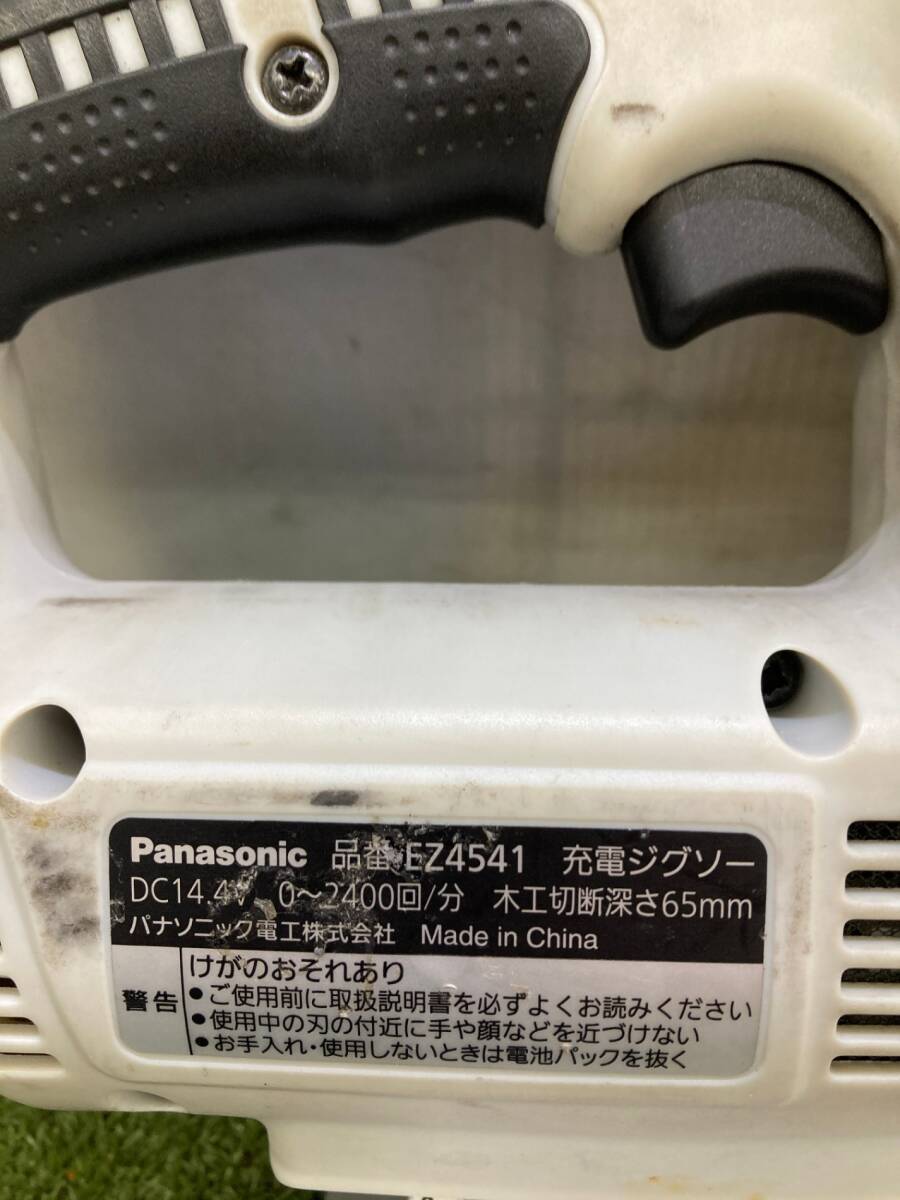 Panasonic 品番 EZ4541 充電ジグソー
DC14.4V 0～2400回/分 木工切断深さ65mm
パナソニック電工株式会社 Made in China
警告
けがのおそれあり
●ご使用前に取扱説明書を必ずよくお読みください
●使用中の刃の付近に手や顔などを近づけない
●お手入れ・使用しないときは電池パックを抜く